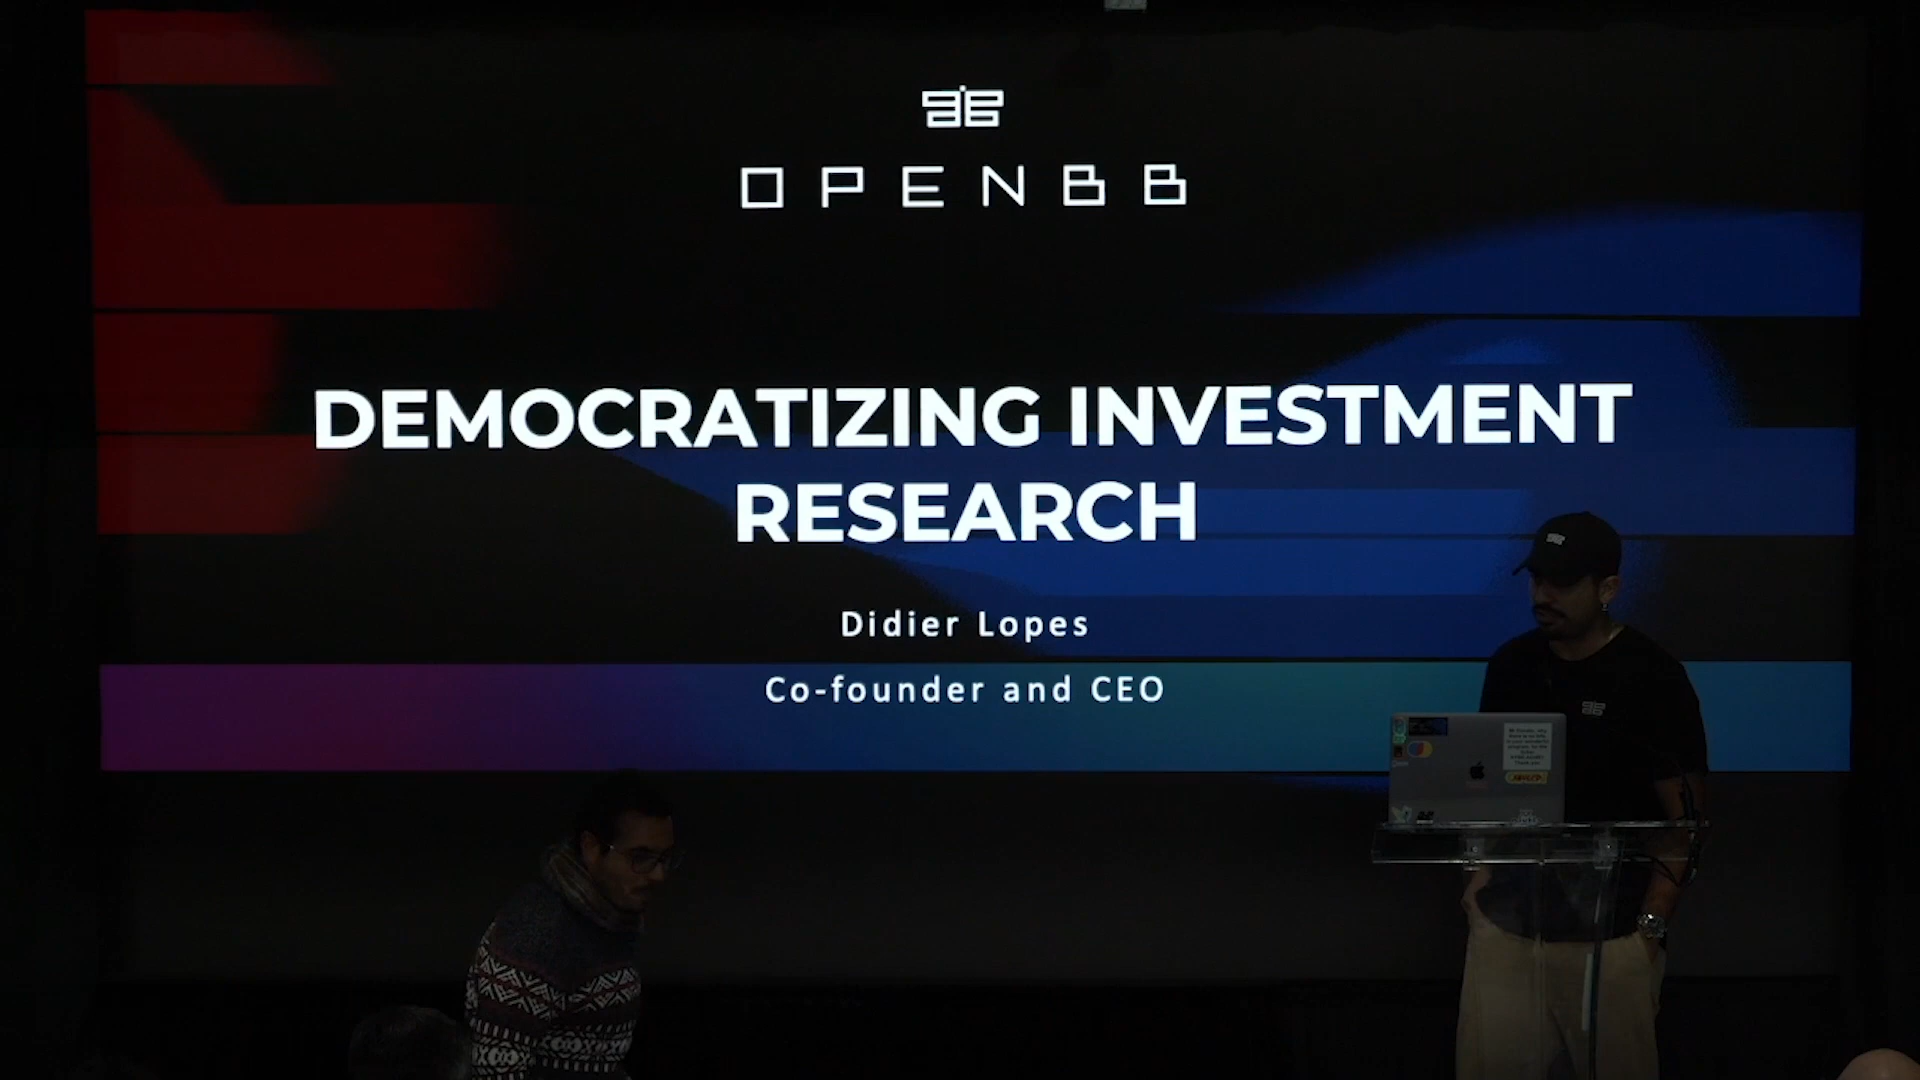 OPENBB
DEMOCRATIZING INVESTMENT
RESEARCH
Didier Lopes
Co-founder and CEO